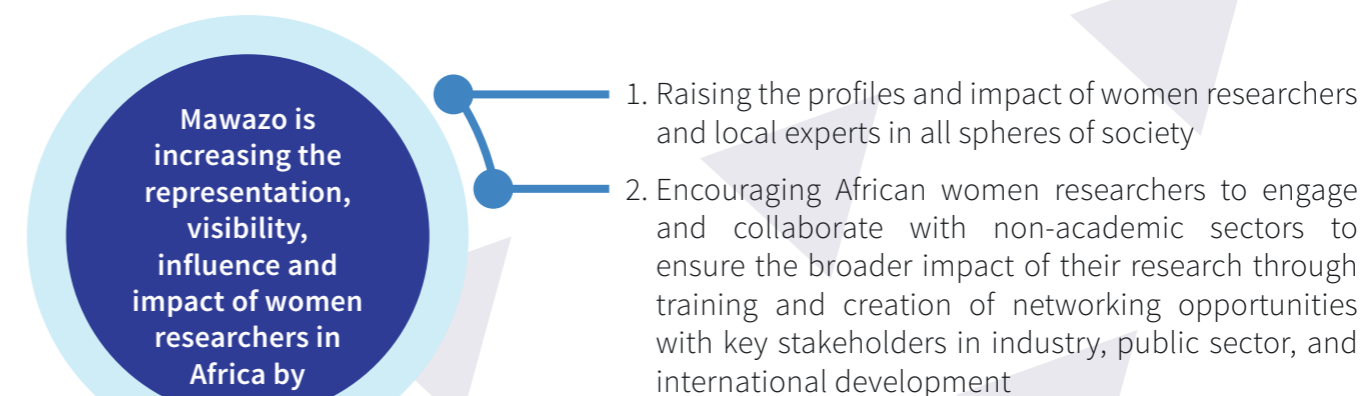 Mawazo is
increasing the
representation,
visibility,
influence and
impact of women
researchers in
Africa by
1. Raising the profiles and impact of women researchers
and local experts in all spheres of society
2. Encouraging African women researchers to engage
and collaborate with non-academic sectors to
ensure the broader impact of their research through
training and creation of networking opportunities
with key stakeholders in industry, public sector, and
international development